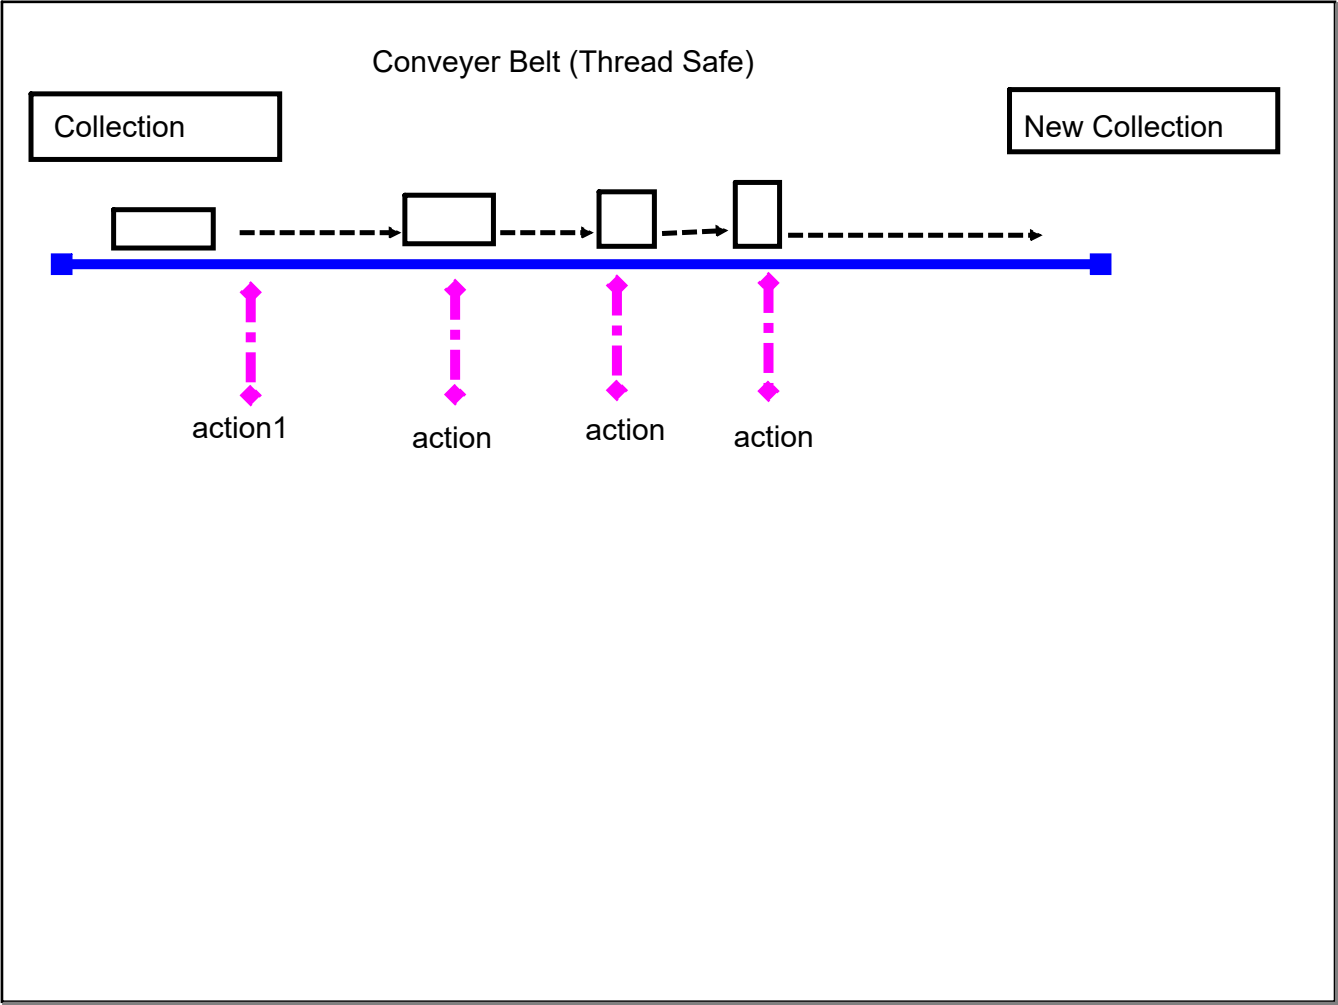 Conveyer Belt (Thread Safe)
Collection
New Collection
action1
action
action
action